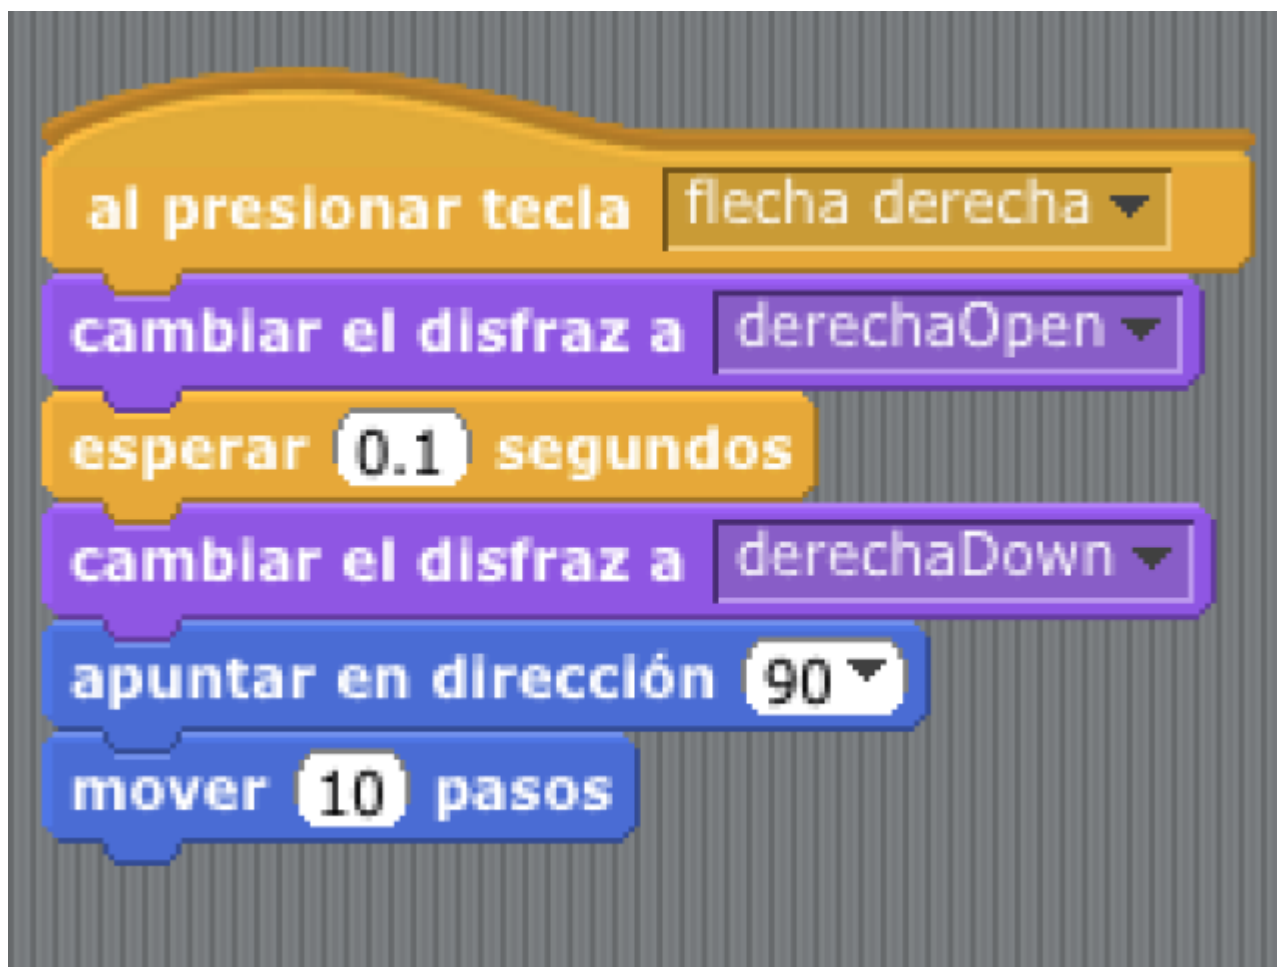 al presionar tecla flecha derecha
cambiar el disfraz a derechaOpen
esperar 0.1 segundos
cambiar el disfraz a derechaDown
apuntar en dirección 90
mover 10 pasos